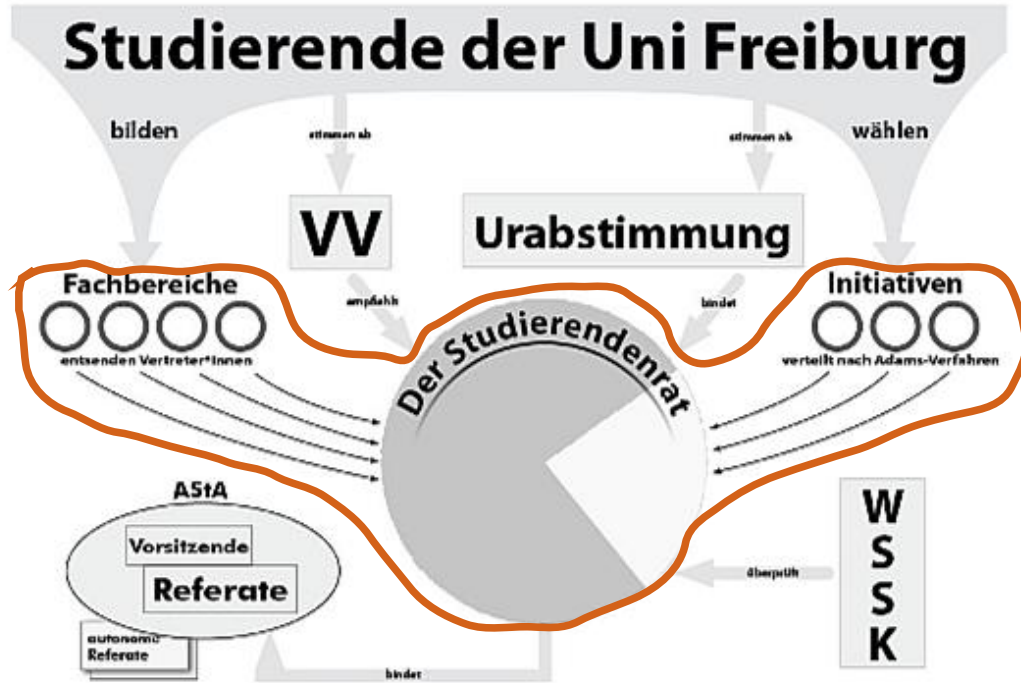 Studierende der Uni Freiburg
bilden
stimmen ab
stimmen ab
wählen
VV
Urabstimmung
Fachbereiche
empfiehlt
bindet
Initiativen
entsenden Vertreter*innen
verteilt nach Adams-Verfahren
Der Studierendenrat
AStA
Vorsitzende
Referate
autonome
Referate
bindet
überprüft
W
S
S
K